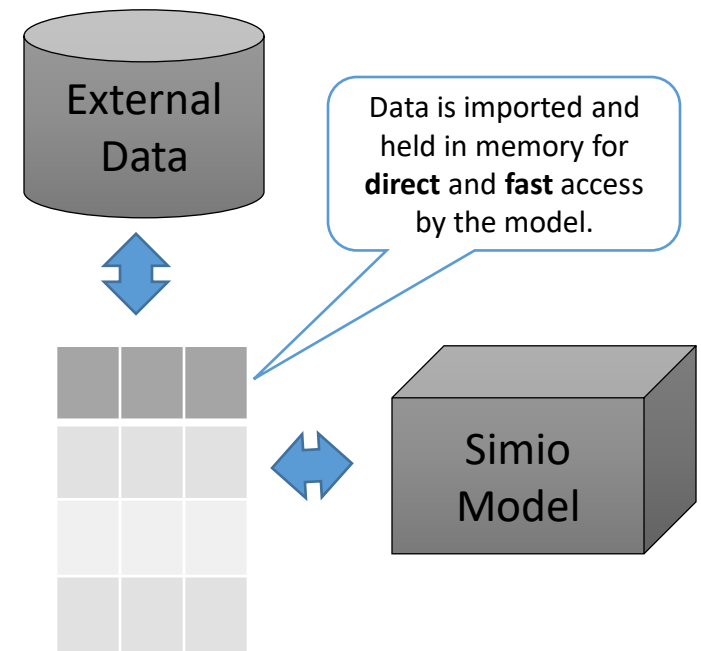 External
Data
Data is imported and
held in memory for
direct and fast access
by the model.
Simio
Model